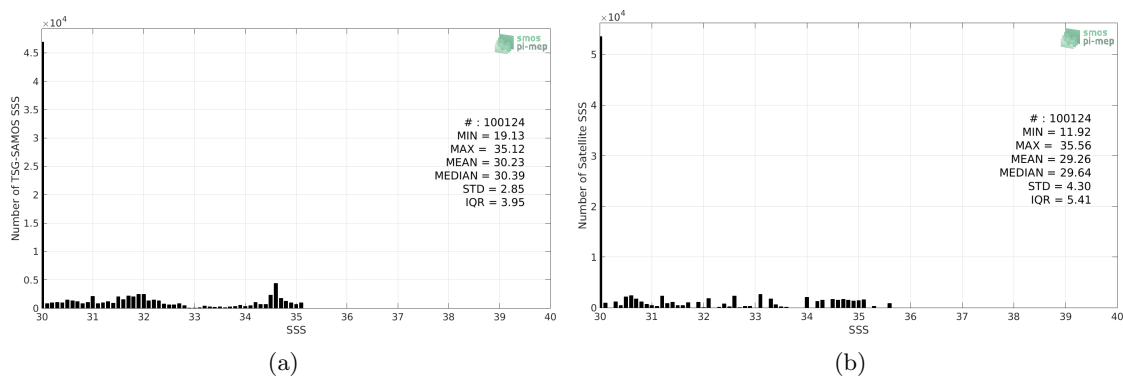 ×10⁴
4.5
4
3.5
3
2.5
2
1.5
1
0.5
0
30 31 32 33 34 35 36 37 38 39 40
SSS
Number of TSG-SAMOS SSS
smos
pi-mep
# : 100124
MIN = 19.13
MAX = 35.12
MEAN = 30.23
MEDIAN = 30.39
STD = 2.85
IQR = 3.95
(a)
×10⁴
5
4
3
2
1
0
30 31 32 33 34 35 36 37 38 39 40
SSS
Number of Satellite SSS
smos
pi-mep
# : 100124
MIN = 11.92
MAX = 35.56
MEAN = 29.26
MEDIAN = 29.64
STD = 4.30
IQR = 5.41
(b)